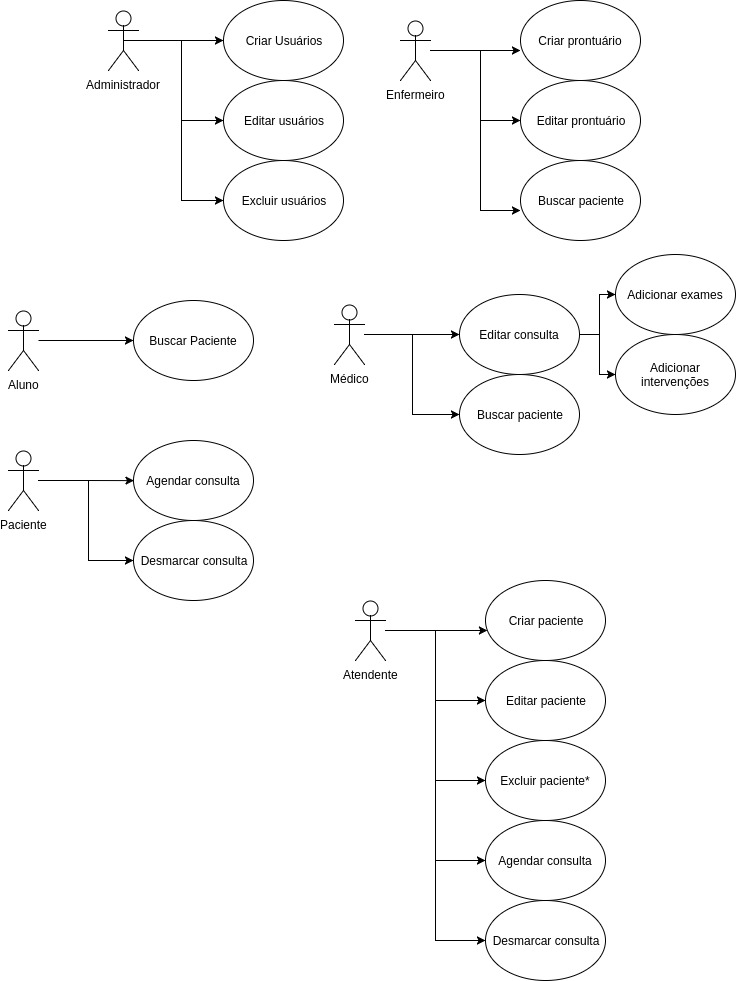 Administrador
Criar Usuários
Editar usuários
Excluir usuários
Enfermeiro
Criar prontuário
Editar prontuário
Buscar paciente
Aluno
Buscar Paciente
Médico
Editar consulta
Adicionar exames
Adicionar
intervenções
Buscar paciente
Paciente
Agendar consulta
Desmarcar consulta
Atendente
Criar paciente
Editar paciente
Excluir paciente*
Agendar consulta
Desmarcar consulta